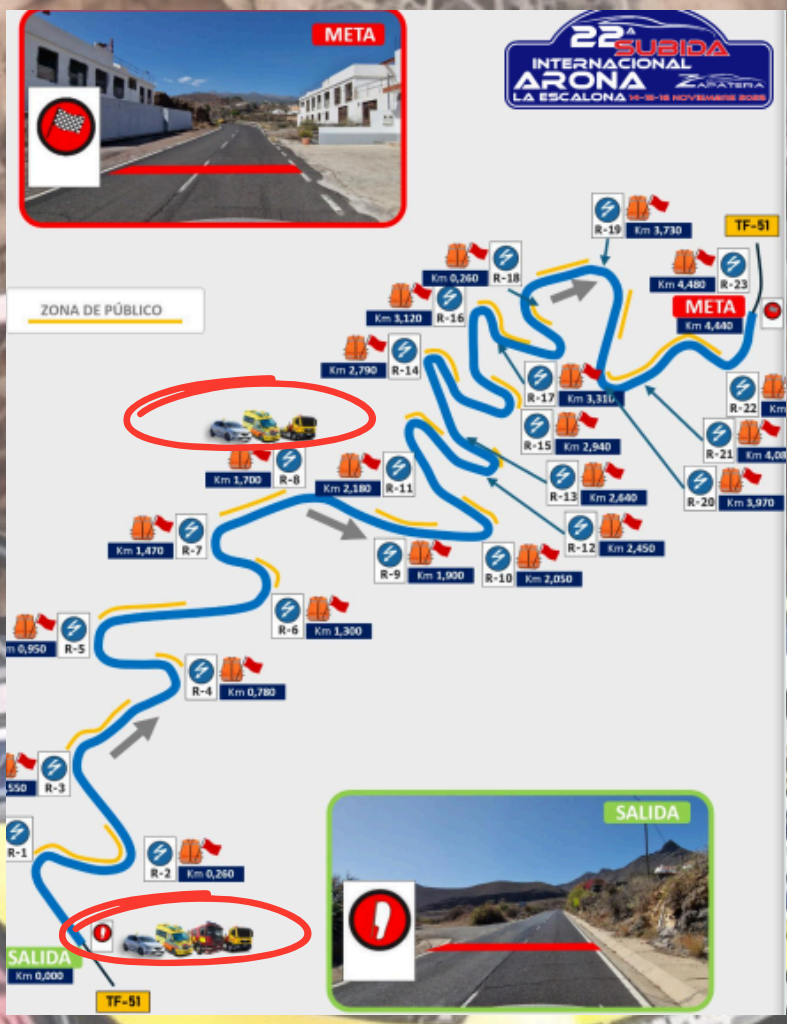 META
22ª
SUBIDA
INTERNACIONAL
ARONA
ZAPATERA
LA ESCALONA 14-15-16 NOVIEMBRE 2025
R-19
Km 3,730
TF-51
Km 0,260
R-18
Km 4,480
R-23
META
Km 4,440
ZONA DE PÚBLICO
Km 3,120
R-16
Km 2,790
R-14
R-17
Km 3,310
R-22
Km
R-15
Km 2,940
R-21
Km 4,08
Km 1,700
R-8
Km 2,180
R-11
R-13
Km 2,640
R-20
Km 3,970
Km 1,470
R-7
R-12
Km 2,450
R-9
Km 1,900
R-10
Km 2,050
R-6
Km 1,300
m 0,950
R-5
R-4
Km 0,780
,550
R-3
R-1
R-2
Km 0,260
SALIDA
SALIDA
Km 0,000
TF-51